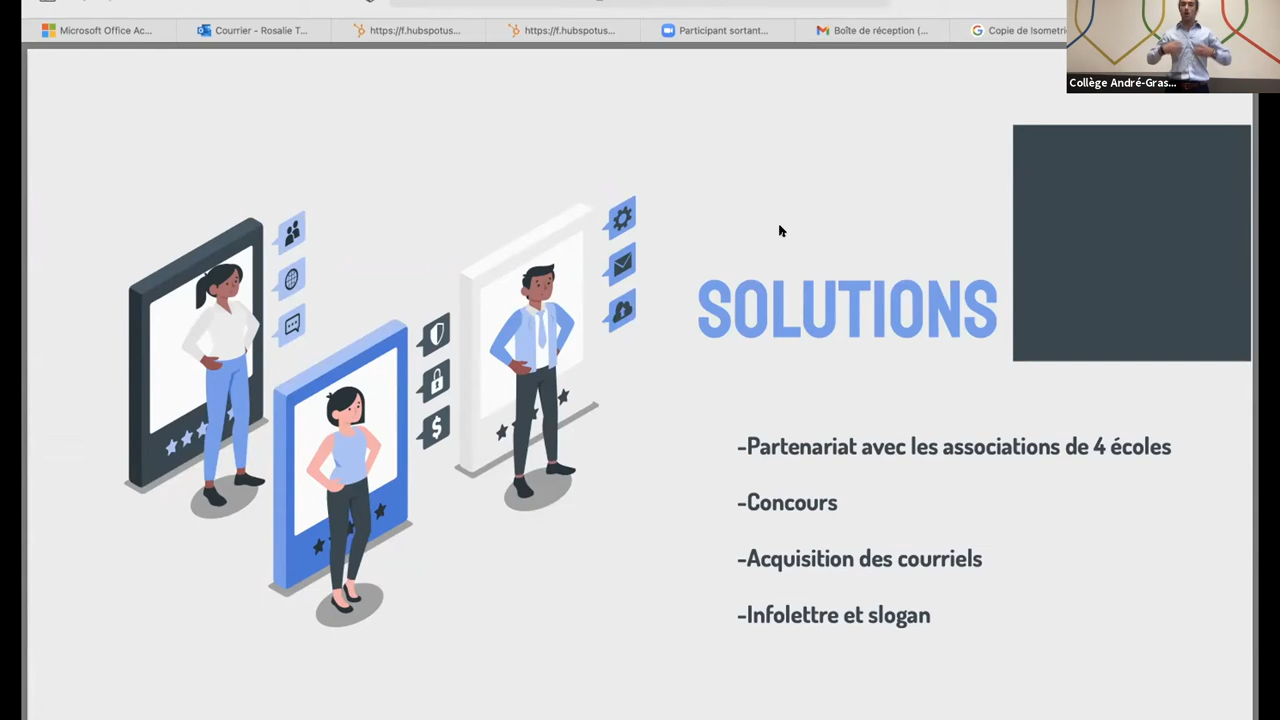 Microsoft Office Ac...
Courrier - Rosalie T...
https://f.hubspotus...
https://f.hubspotus...
Participant sortant...
Boîte de réception (...
Copie de Isometri
Collège André-Gras...
SOLUTIONS
-Partenariat avec les associations de 4 écoles
-Concours
-Acquisition des courriels
-Infolettre et slogan